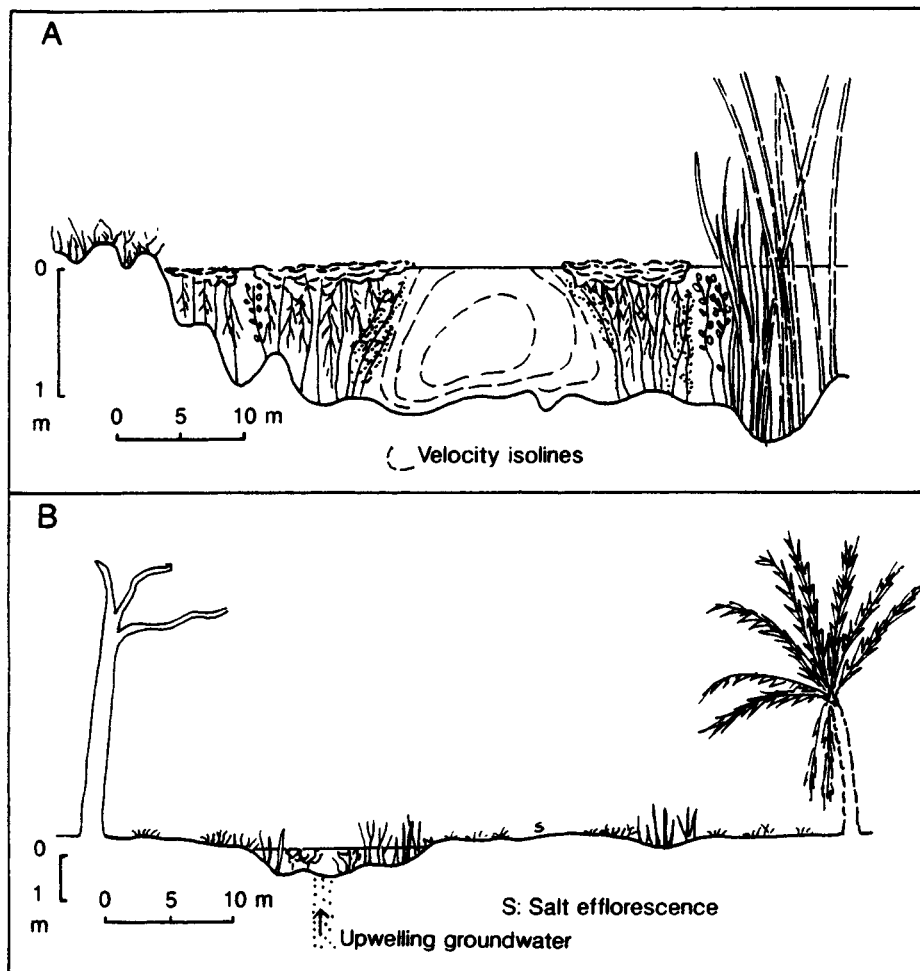 A
0
1
m
0 5 10 m
Velocity isolines
B
S
0
1
m
0 5 10 m
S: Salt efflorescence
Upwelling groundwater